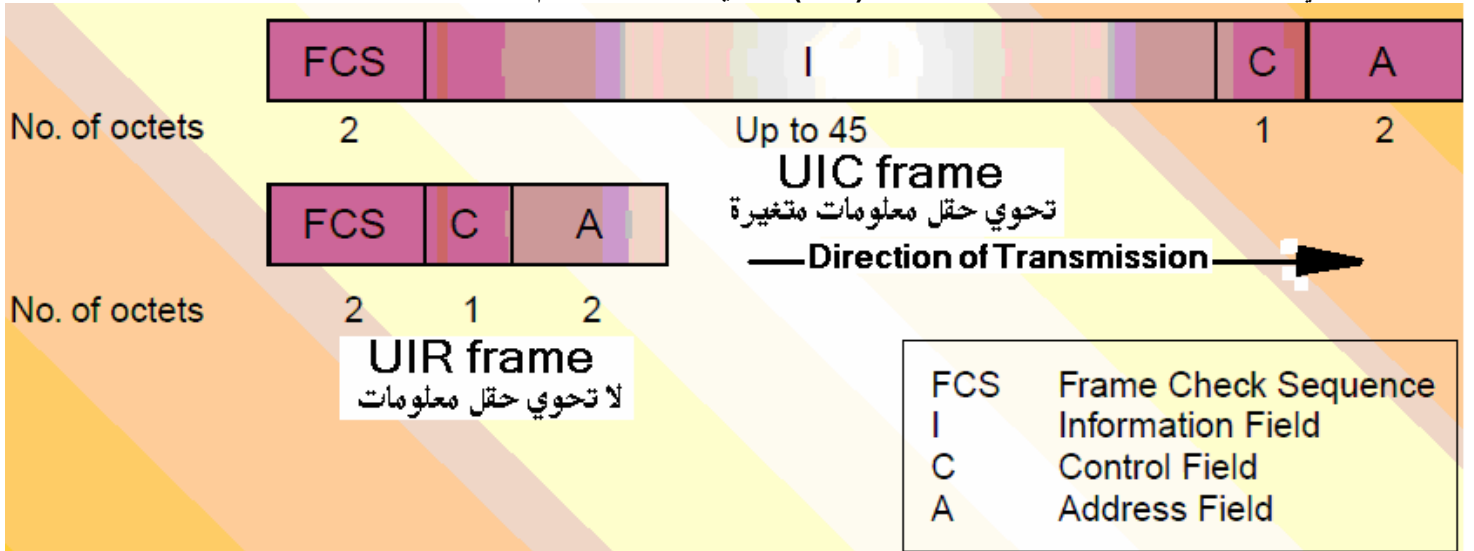 FCS I C A
No. of octets 2 Up to 45 1 2
UIC frame
تحوي حقل معلومات متغيرة
FCS C A
Direction of Transmission
No. of octets 2 1 2
UIR frame
لا تحوي حقل معلومات
FCS Frame Check Sequence
I Information Field
C Control Field
A Address Field